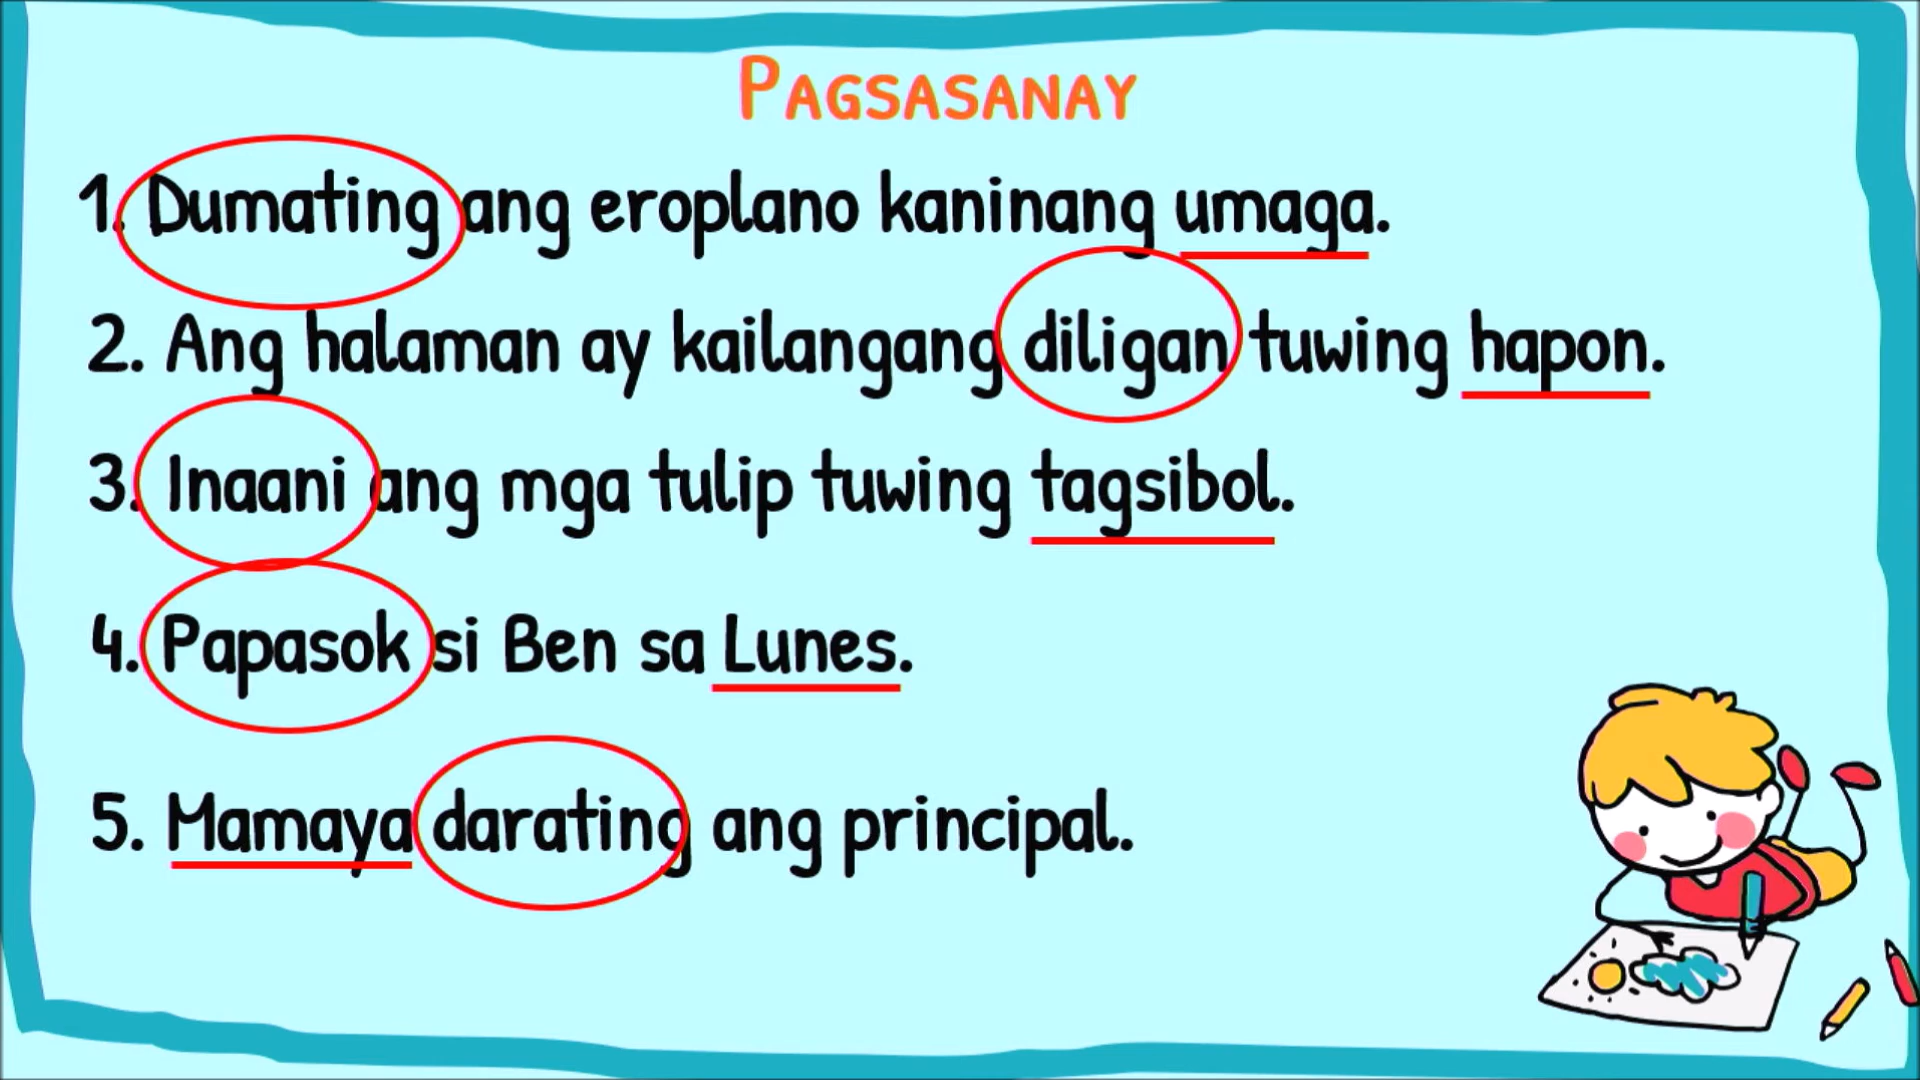 PAGSASANAY
1. Dumating ang eroplano kaninang umaga.
2. Ang halaman ay kailangang diligan tuwing hapon.
3. Inaani ang mga tulip tuwing tagsibol.
4. Papasok si Ben sa Lunes.
5. Mamaya darating ang principal.